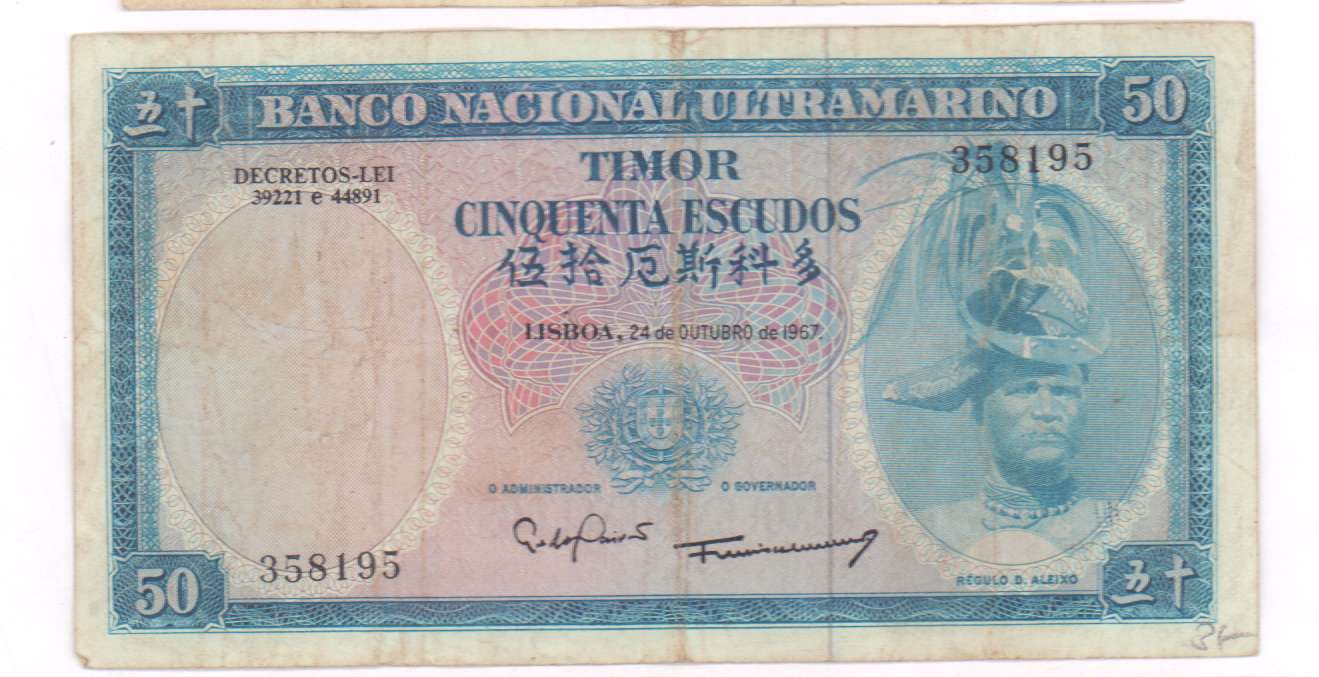 五十 BANCO NACIONAL ULTRAMARINO 50
DECRETOS-LEI
39221 e 44891
TIMOR
358195
CINQUENTA ESCUDOS
伍拾厄斯科多
LISBOA, 24 de OUTUBRO de 1967
O ADMINISTRADOR O GOVERNADOR
358195
RÉGULO D. ALEIXO
50 五十